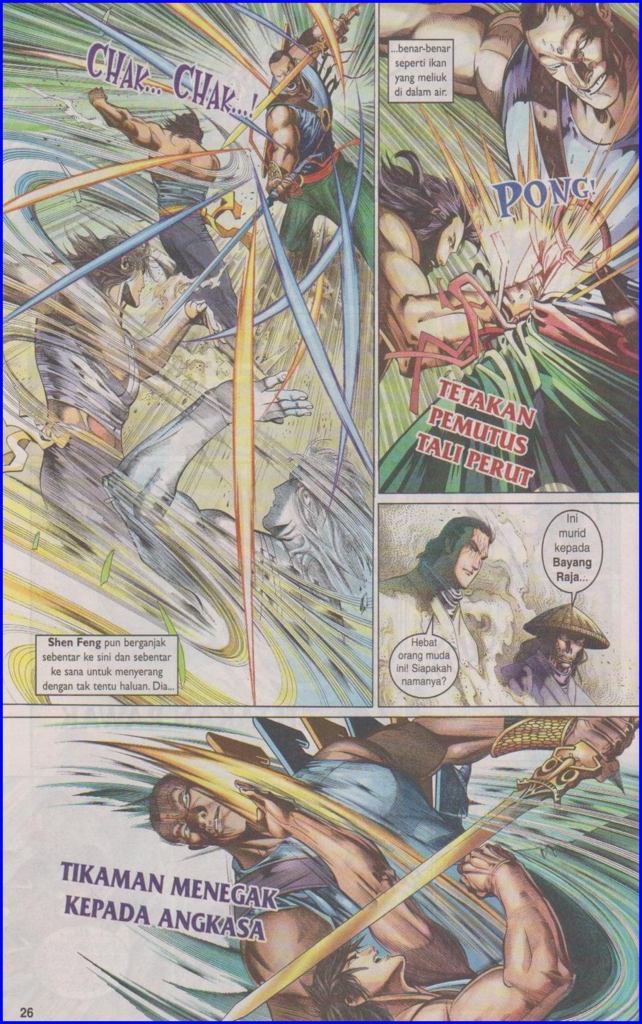 CHAK... CHAK...!
Shen Feng pun berganjak
sebentar ke sini dan sebentar
ke sana untuk menyerang
dengan tak tentu haluan. Dia...
...benar-benar
seperti ikan
yang meliuk
di dalam air.
PONG!
TETAKAN
PEMUTUS
TALI PERUT
Hebat
orang muda
ini! Siapakah
namanya?
Ini
murid
kepada
Bayang
Raja...
TIKAMAN MENEGAK
KEPADA ANGKASA
26